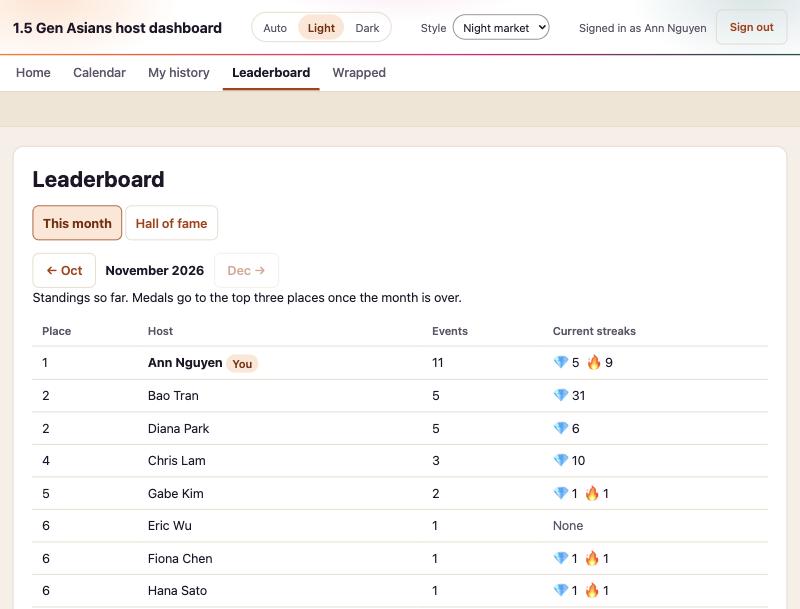 1.5 Gen Asians host dashboard Auto Light Dark Style Night market Signed in as Ann Nguyen Sign out
Home Calendar My history Leaderboard Wrapped
Leaderboard
This month Hall of fame
← Oct November 2026 Dec →
Standings so far. Medals go to the top three places once the month is over.
Place Host Events Current streaks
1 Ann Nguyen You 11 💎 5 🔥 9
2 Bao Tran 5 💎 31
2 Diana Park 5 💎 6
4 Chris Lam 3 💎 10
5 Gabe Kim 2 💎 1 🔥 1
6 Eric Wu 1 None
6 Fiona Chen 1 💎 1 🔥 1
6 Hana Sato 1 💎 1 🔥 1